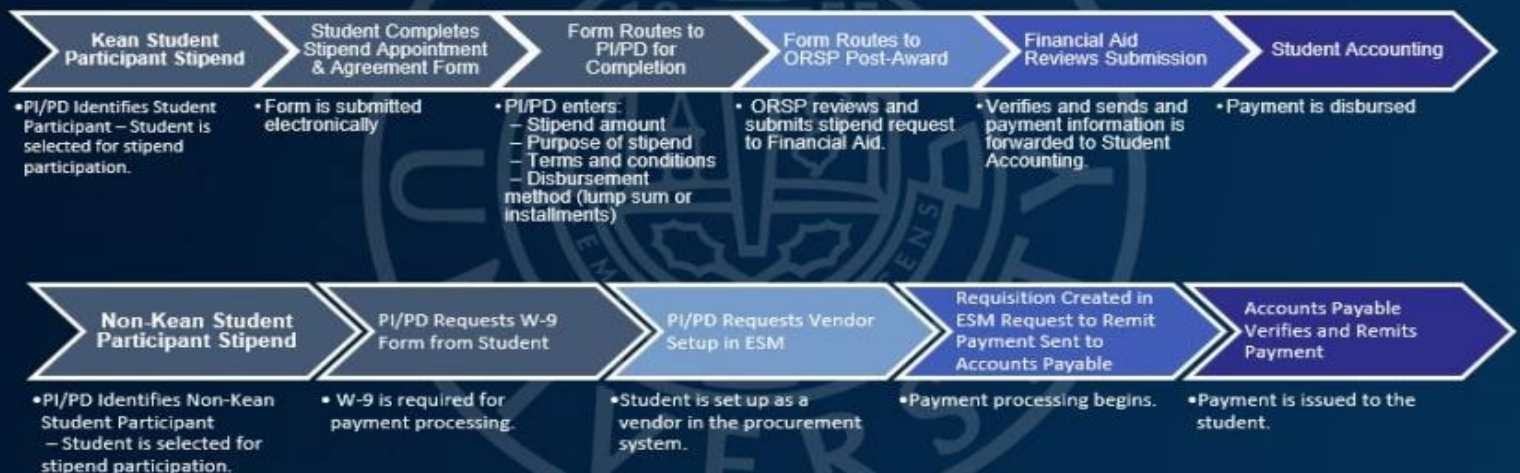 Kean Student
Participant Stipend
Student Completes
Stipend Appointment
& Agreement Form
Form Routes to
PI/PD for
Completion
Form Routes to
ORSP Post-Award
Financial Aid
Reviews Submission
Student Accounting
•PI/PD Identifies Student
Participant – Student is
selected for stipend
participation.
•Form is submitted
electronically
•PI/PD enters:
– Stipend amount
– Purpose of stipend
– Terms and conditions
– Disbursement
method (lump sum or
installments)
• ORSP reviews and
submits stipend request
to Financial Aid.
•Verifies and sends and
payment information is
forwarded to Student
Accounting.
•Payment is disbursed
Non-Kean Student
Participant Stipend
PI/PD Requests W-9
Form from Student
PI/PD Requests Vendor
Setup in ESM
Requisition Created in
ESM Request to Remit
Payment Sent to
Accounts Payable
Accounts Payable
Verifies and Remits
Payment
•PI/PD Identifies Non-Kean
Student Participant
– Student is selected for
stipend participation.
• W-9 is required for
payment processing.
•Student is set up as a
vendor in the procurement
system.
•Payment processing begins.
•Payment is issued to the
student.